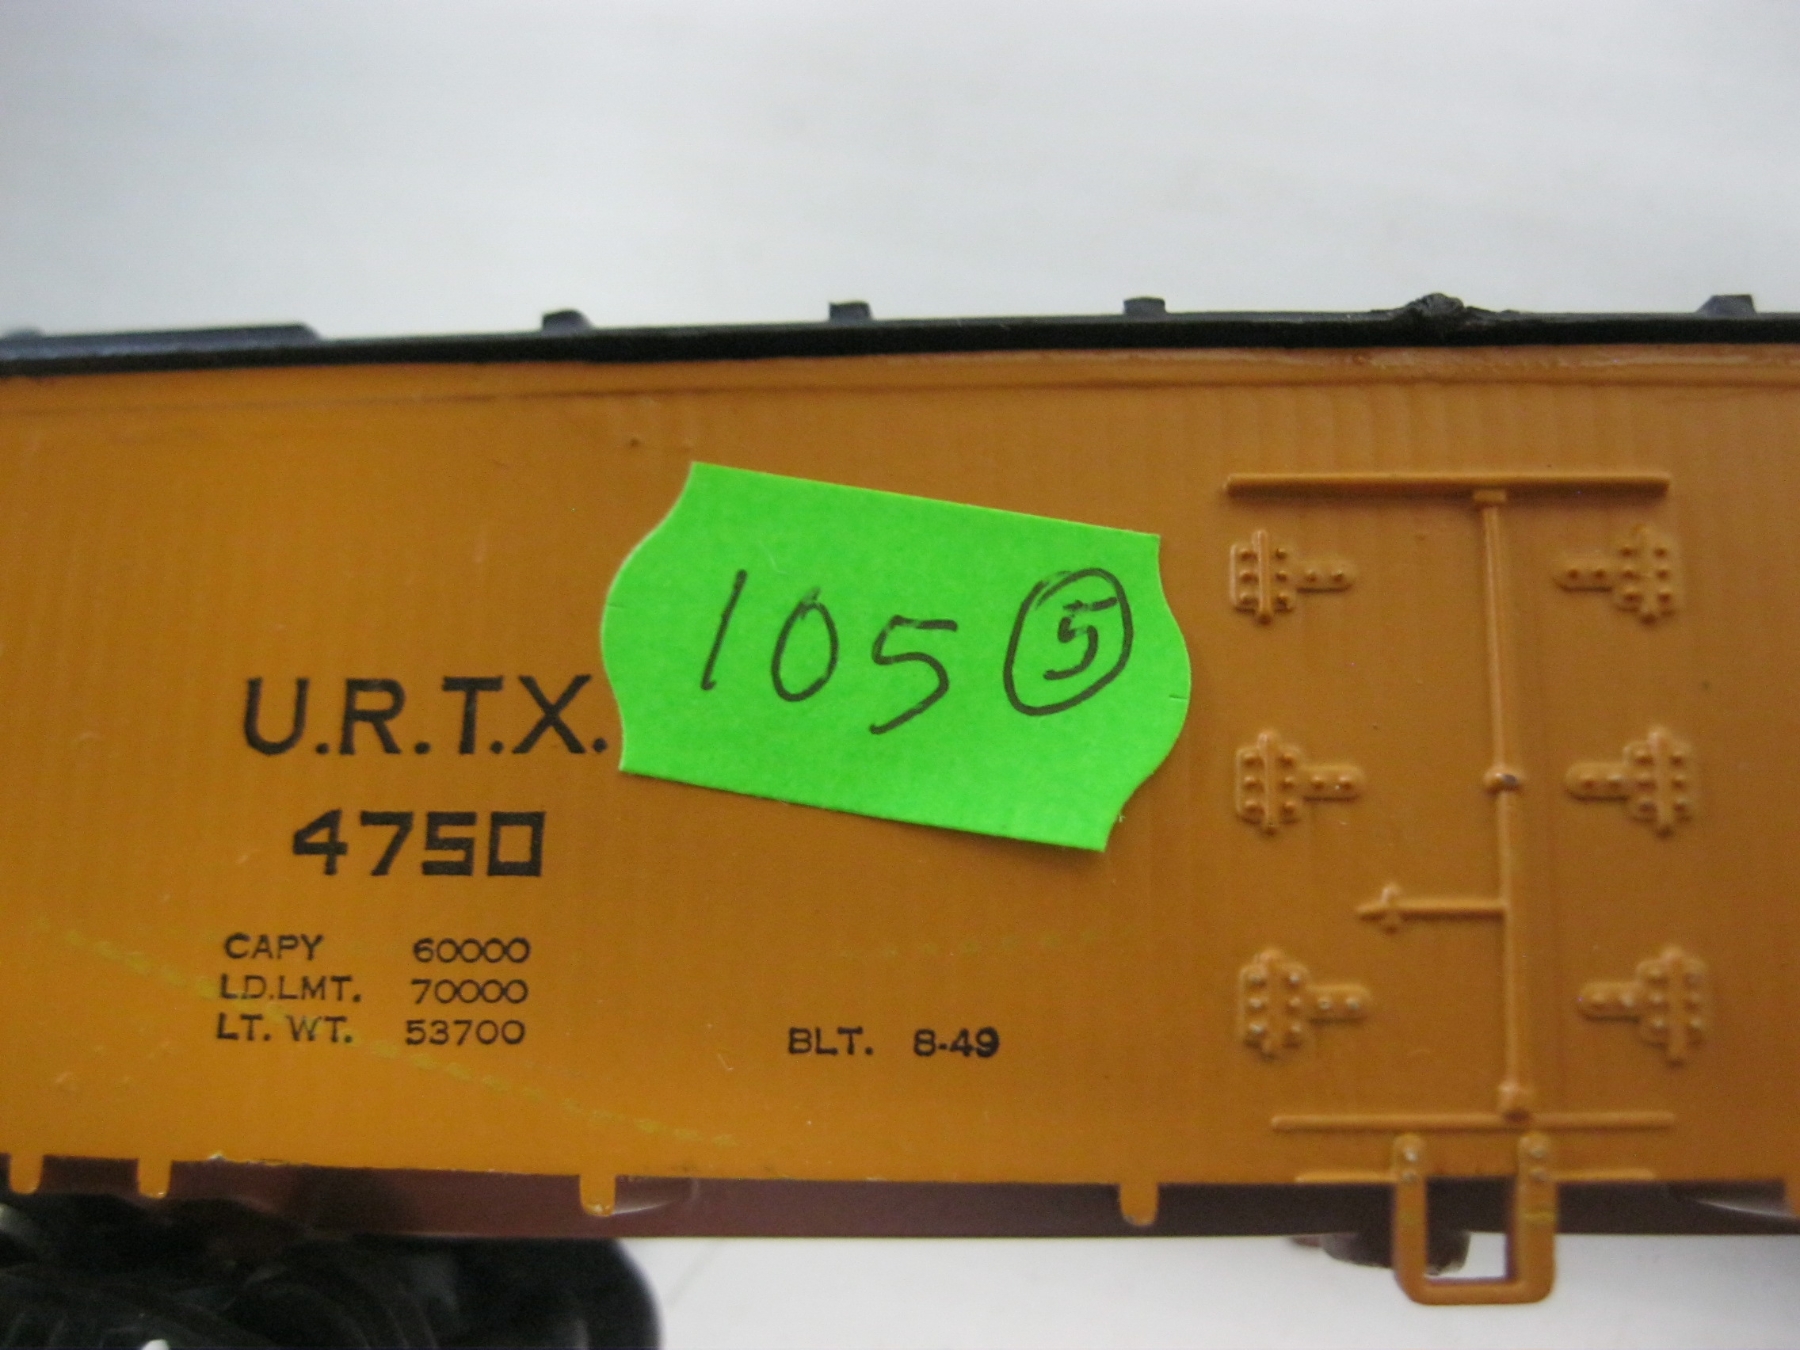 105 5
U.R.T.X.
4750
CAPY 60000
LD.LMT. 70000
LT. WT. 53700
BLT. 8-49